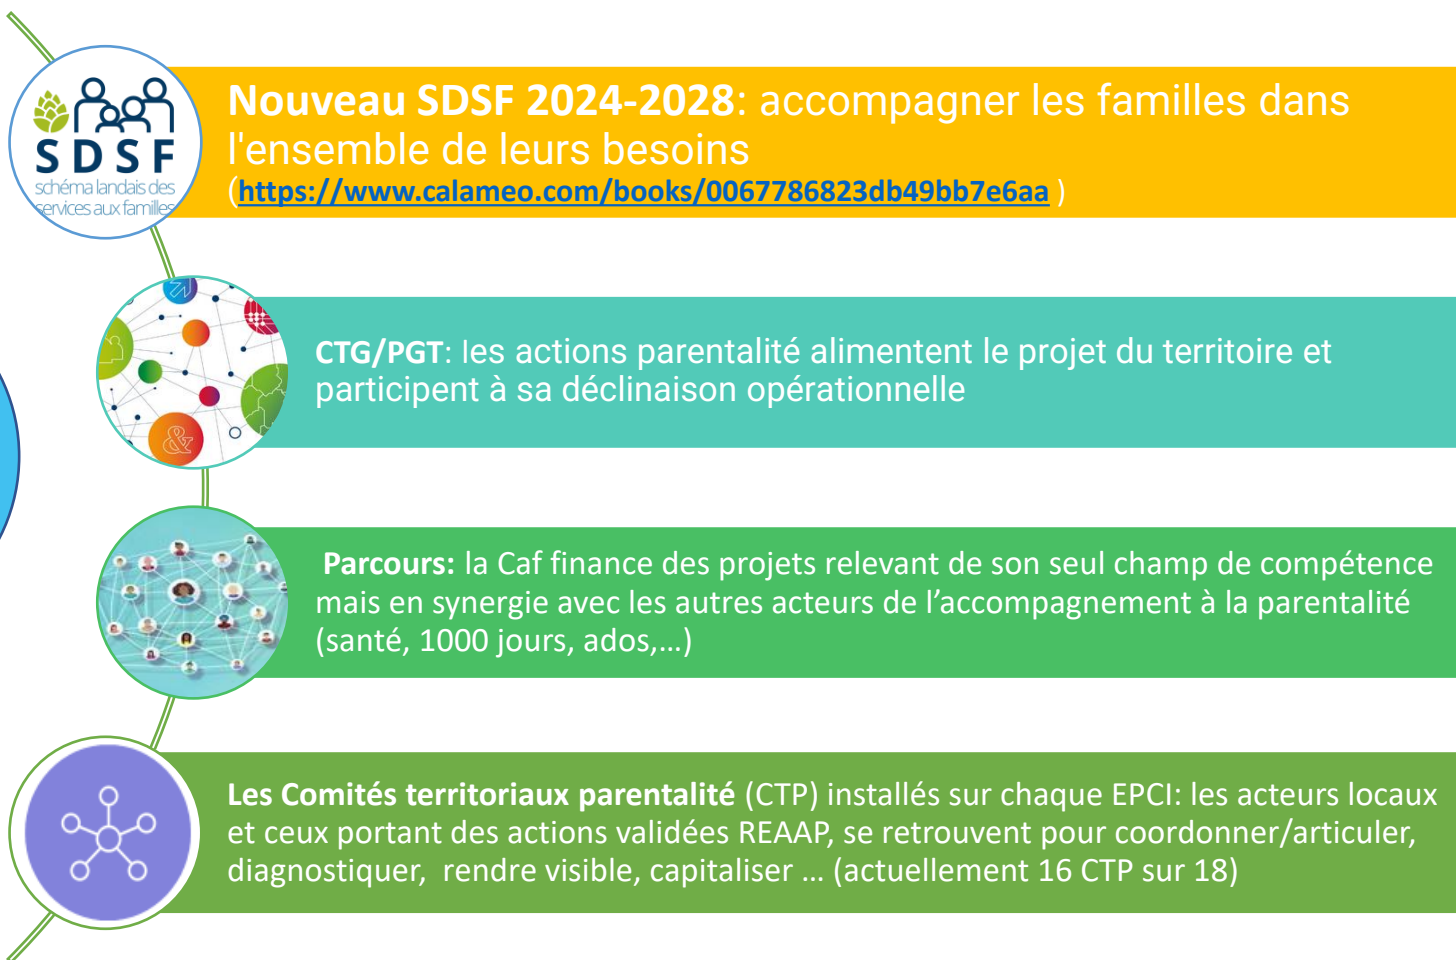 SDSF
schéma landais des
services aux familles
Nouveau SDSF 2024-2028: accompagner les familles dans
l'ensemble de leurs besoins
(https://www.calameo.com/books/0067786823db49bb7e6aa )
&
CTG/PGT: les actions parentalité alimentent le projet du territoire et
participent à sa déclinaison opérationnelle
Parcours: la Caf finance des projets relevant de son seul champ de compétence
mais en synergie avec les autres acteurs de l’accompagnement à la parentalité
(santé, 1000 jours, ados,…)
Les Comités territoriaux parentalité (CTP) installés sur chaque EPCI: les acteurs locaux
et ceux portant des actions validées REAAP, se retrouvent pour coordonner/articuler,
diagnostiquer, rendre visible, capitaliser … (actuellement 16 CTP sur 18)